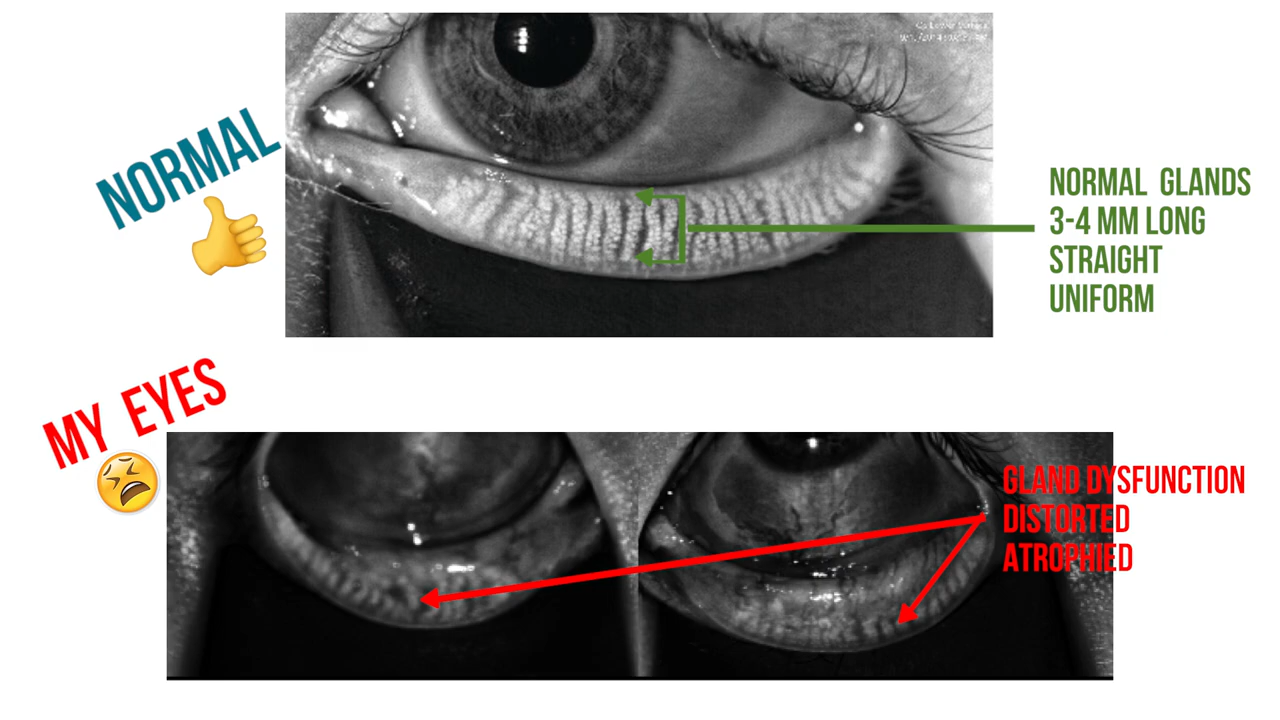 NORMAL
NORMAL GLANDS
3-4 MM LONG
STRAIGHT
UNIFORM
MY EYES
GLAND DYSFUNCTION
DISTORTED
ATROPHIED